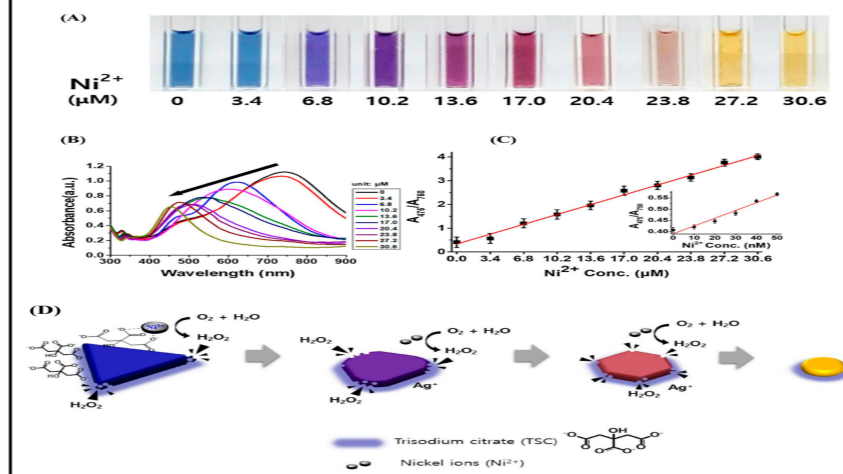 (A)
Ni2+
(μM)
0 3.4 6.8 10.2 13.6 17.0 20.4 23.8 27.2 30.6
(B)
Absorbance(a.u.)
1.2
1.0
0.8
0.6
0.4
0.2
0.0
300 400 500 600 700 800 900
Wavelength (nm)
unit: μM
0
3.4
6.8
10.2
13.6
17.0
20.4
23.8
27.2
30.6
(C)
4
3
2
1
0
0.0 3.4 6.8 10.2 13.6 17.0 20.4 23.8 27.2 30.6
Ni2+ Conc. (μM)
0.55
0.50
0.45
0.40
0 10 20 30 40 50
Ni2+ Conc. (nM)
(D)
O2 + H2O
H2O2
HO
HO
H2O2
H2O2
O2 + H2O
H2O2
Ag+
H2O2
O2 + H2O
H2O2
Ag+
H2O2
Trisodium citrate (TSC)
OH
Nickel ions (Ni2+)